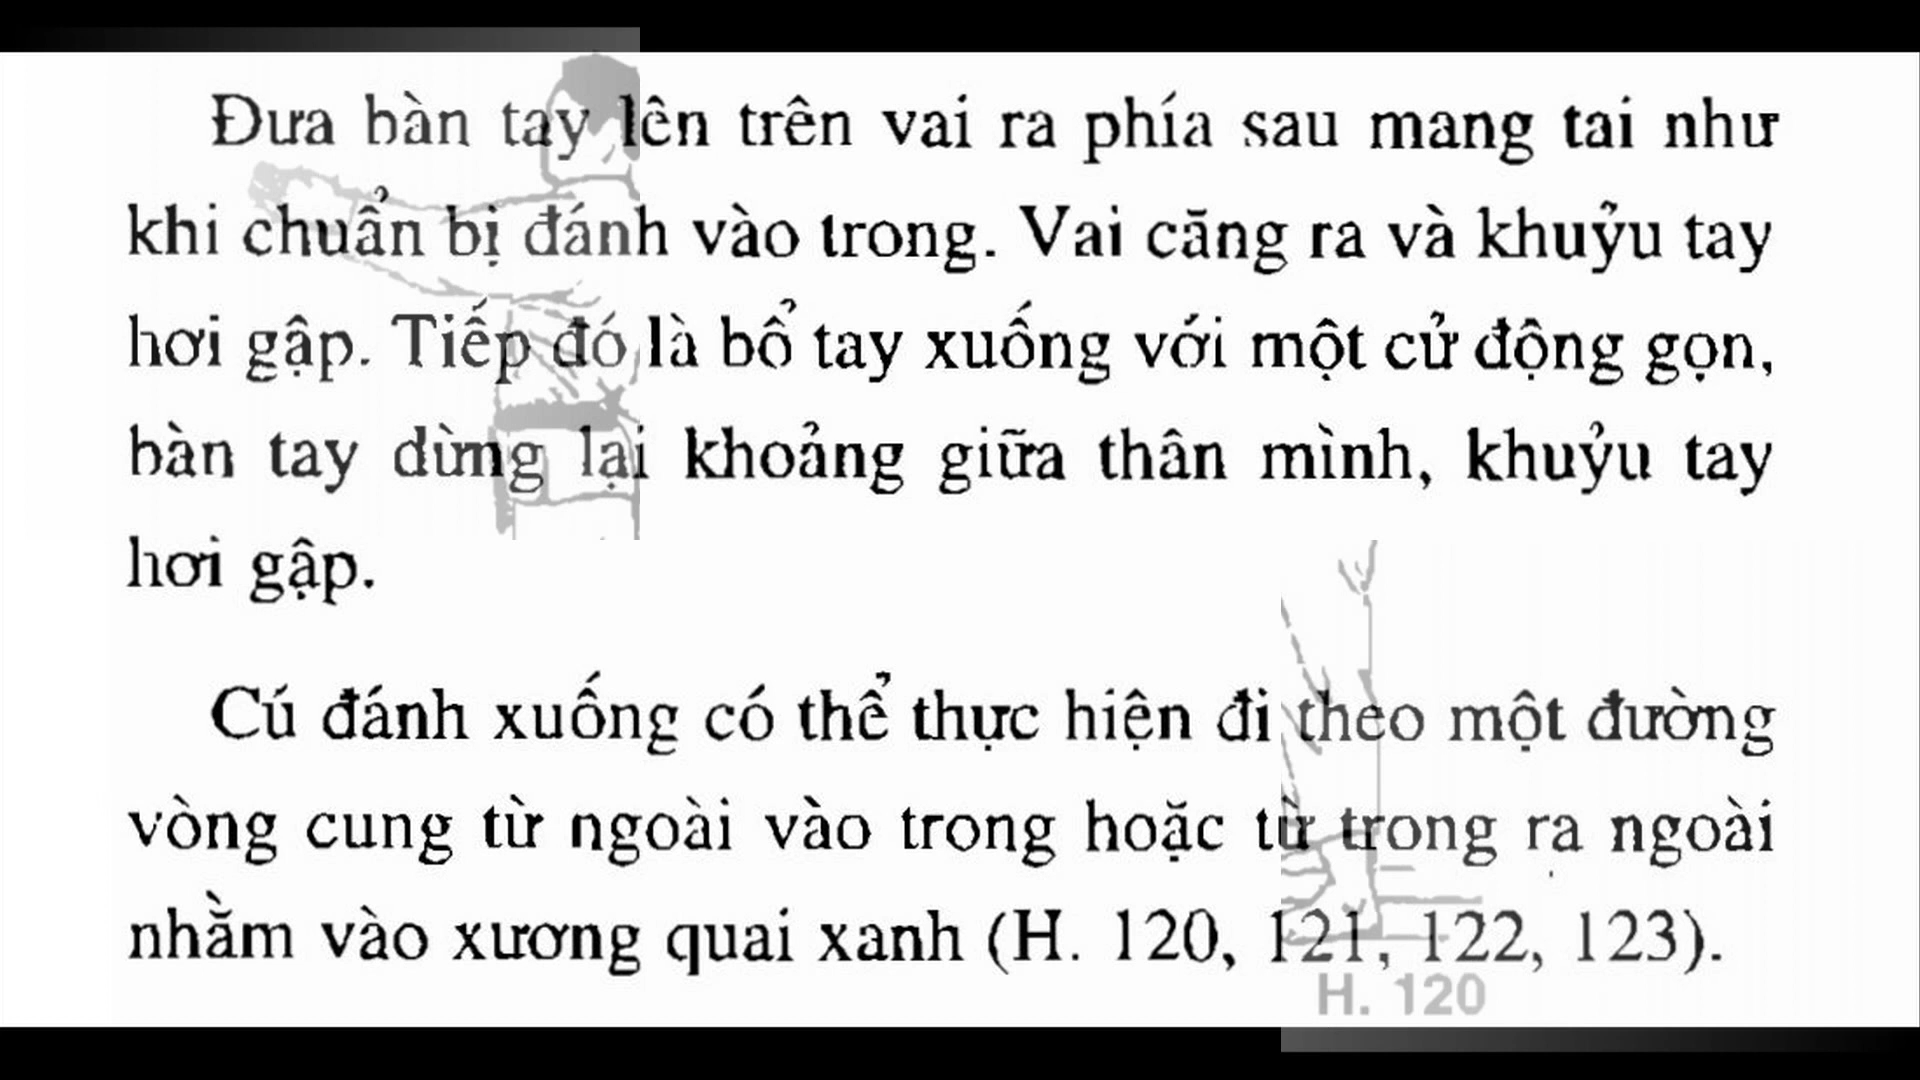 Đưa bàn tay lên trên vai ra phía sau mang tai như
khi chuẩn bị đánh vào trong. Vai căng ra và khuỷu tay
hơi gập. Tiếp đó là bổ tay xuống với một cử động gọn,
bàn tay dừng lại khoảng giữa thân mình, khuỷu tay
hơi gập.
Cú đánh xuống có thể thực hiện đi theo một đường
vòng cung từ ngoài vào trong hoặc từ trong ra ngoài
nhằm vào xương quai xanh (H. 120, 121, 122, 123).
H. 120